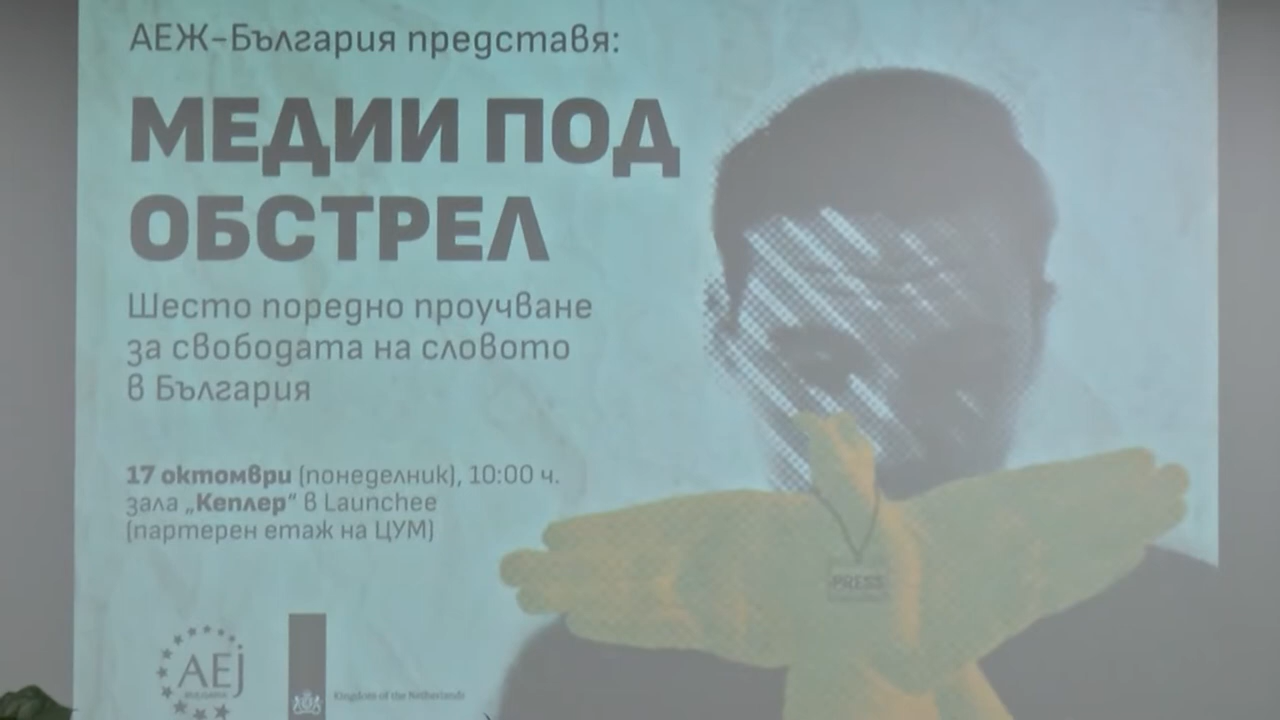 АЕЖ-България представя:
МЕДИИ ПОД
ОБСТРЕЛ
Шесто поредно проучване
за свободата на словото
в България
17 октомври (понеделник), 10:00 ч.
зала „Кеплер“ в Launchee
(партерен етаж на ЦУМ)
PRESS
AEJ
BULGARIA
Kingdom of the Netherlands